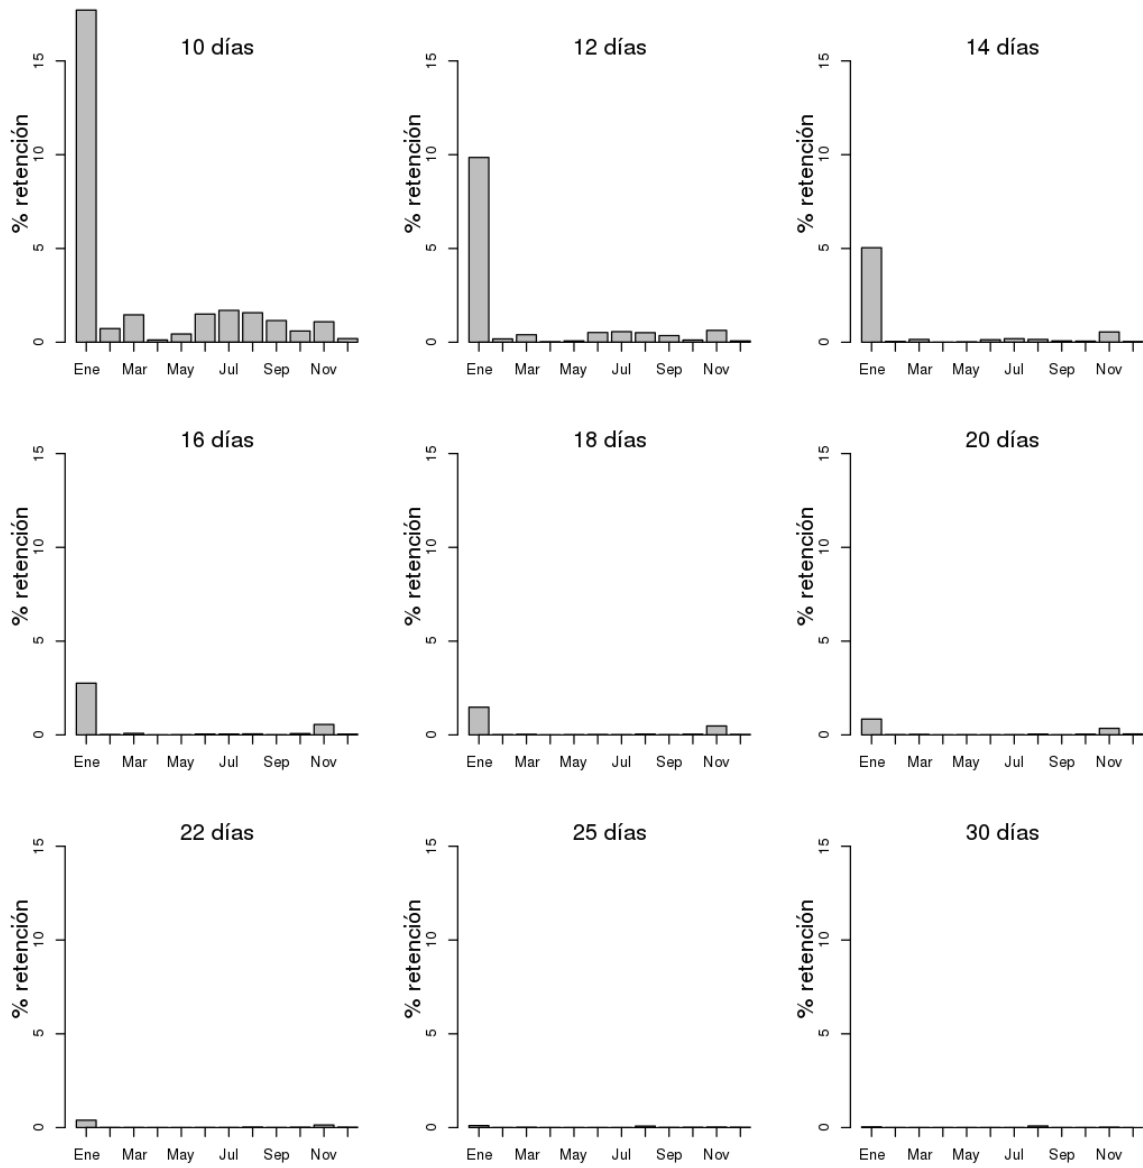 10 días
12 días
14 días
% retención
0 5 10 15
% retención
0 5 10 15
% retención
0 5 10 15
Ene Mar May Jul Sep Nov
Ene Mar May Jul Sep Nov
Ene Mar May Jul Sep Nov
16 días
18 días
20 días
% retención
0 5 10 15
% retención
0 5 10 15
% retención
0 5 10 15
Ene Mar May Jul Sep Nov
Ene Mar May Jul Sep Nov
Ene Mar May Jul Sep Nov
22 días
25 días
30 días
% retención
0 5 10 15
% retención
0 5 10 15
% retención
0 5 10 15
Ene Mar May Jul Sep Nov
Ene Mar May Jul Sep Nov
Ene Mar May Jul Sep Nov